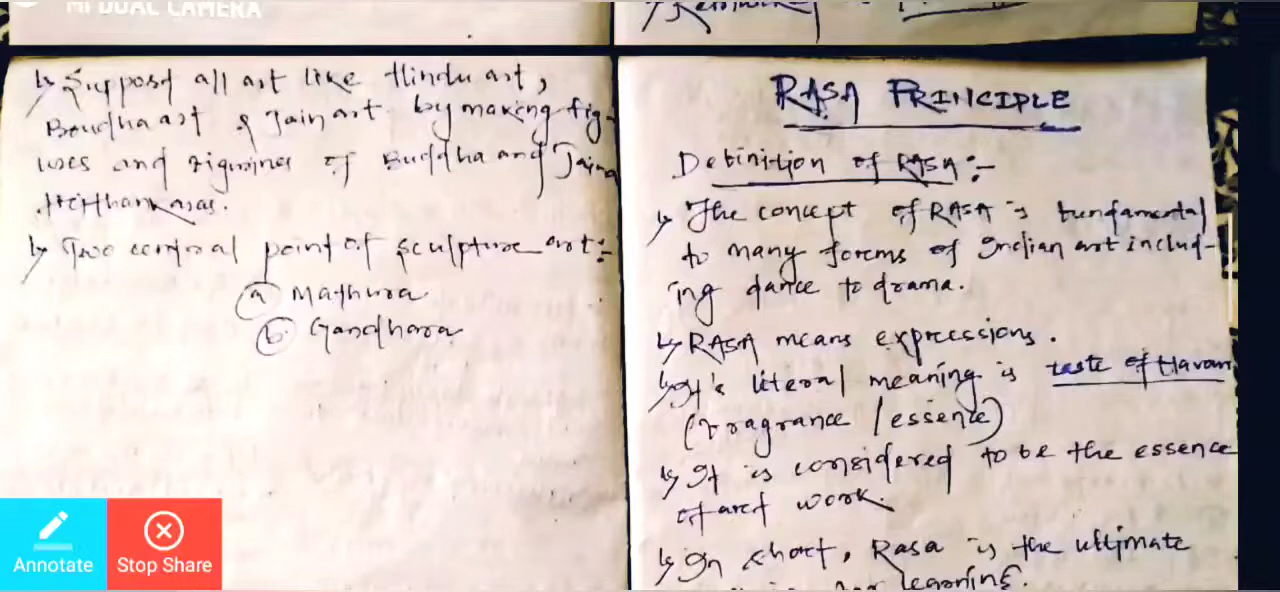 MI DUAL CAMERA
↳ Support all art like Hindu art,
Boudha art & Jain art by making fig-
ures and figurines of Buddha and Jaina
tritthankaras.
↳ Two central point of sculpture art:-
(a) Mathura
(b) Gandhara
RASA PRINCIPLE
Definition of RASA:-
↳ The concept of RASA is fundamental
to many forms of Indian art includ-
ing dance to drama.
↳ RASA means expressions.
↳ It's literal meaning is taste of Havan
(Fragrance / essence)
↳ It is considered to be the essence
of art work.
↳ In short, Rasa is the ultimate
learning.
Annotate
Stop Share